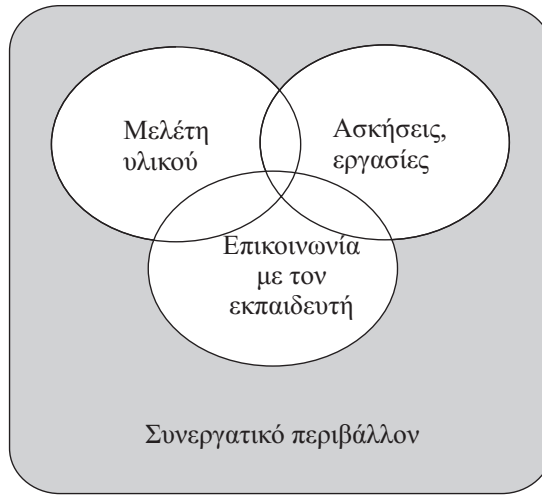 Μελέτη
υλικού
Ασκήσεις,
εργασίες
Επικοινωνία
με τον
εκπαιδευτή
Συνεργατικό περιβάλλον